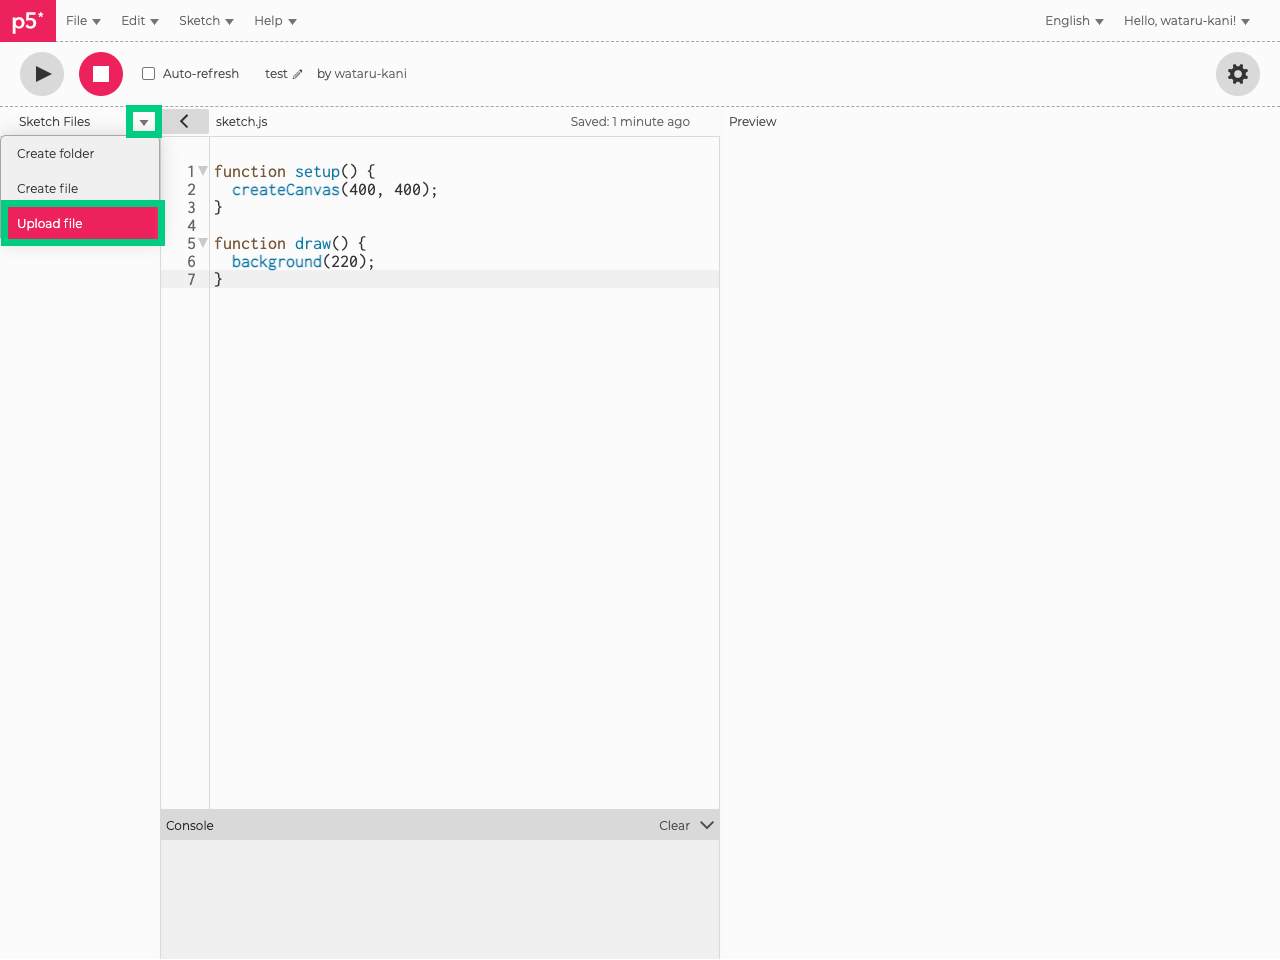 p5* File Edit Sketch Help English Hello, wataru-kani!
Auto-refresh test by wataru-kani
Sketch Files sketch.js Saved: 1 minute ago Preview
Create folder
Create file
Upload file
1 function setup() {
2   createCanvas(400, 400);
3 }
4
5 function draw() {
6   background(220);
7 }
Console Clear